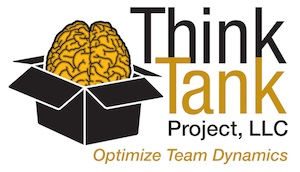 Think
Tank
Project, LLC
Optimize Team Dynamics